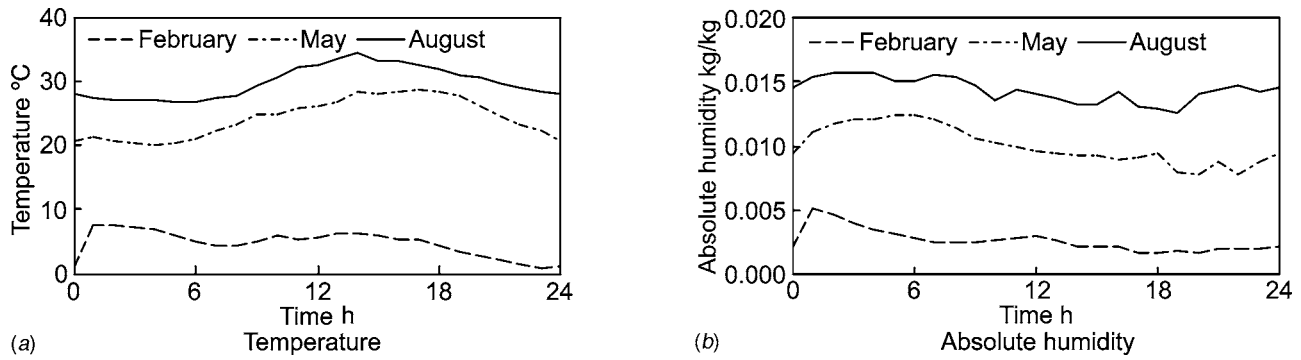 40
30
20
10
0
Temperature ℃
February May August
0 6 12 18 24
Time h
(a) Temperature
0.020
0.015
0.010
0.005
0.000
Absolute humidity kg/kg
February May August
0 6 12 18 24
Time h
(b) Absolute humidity